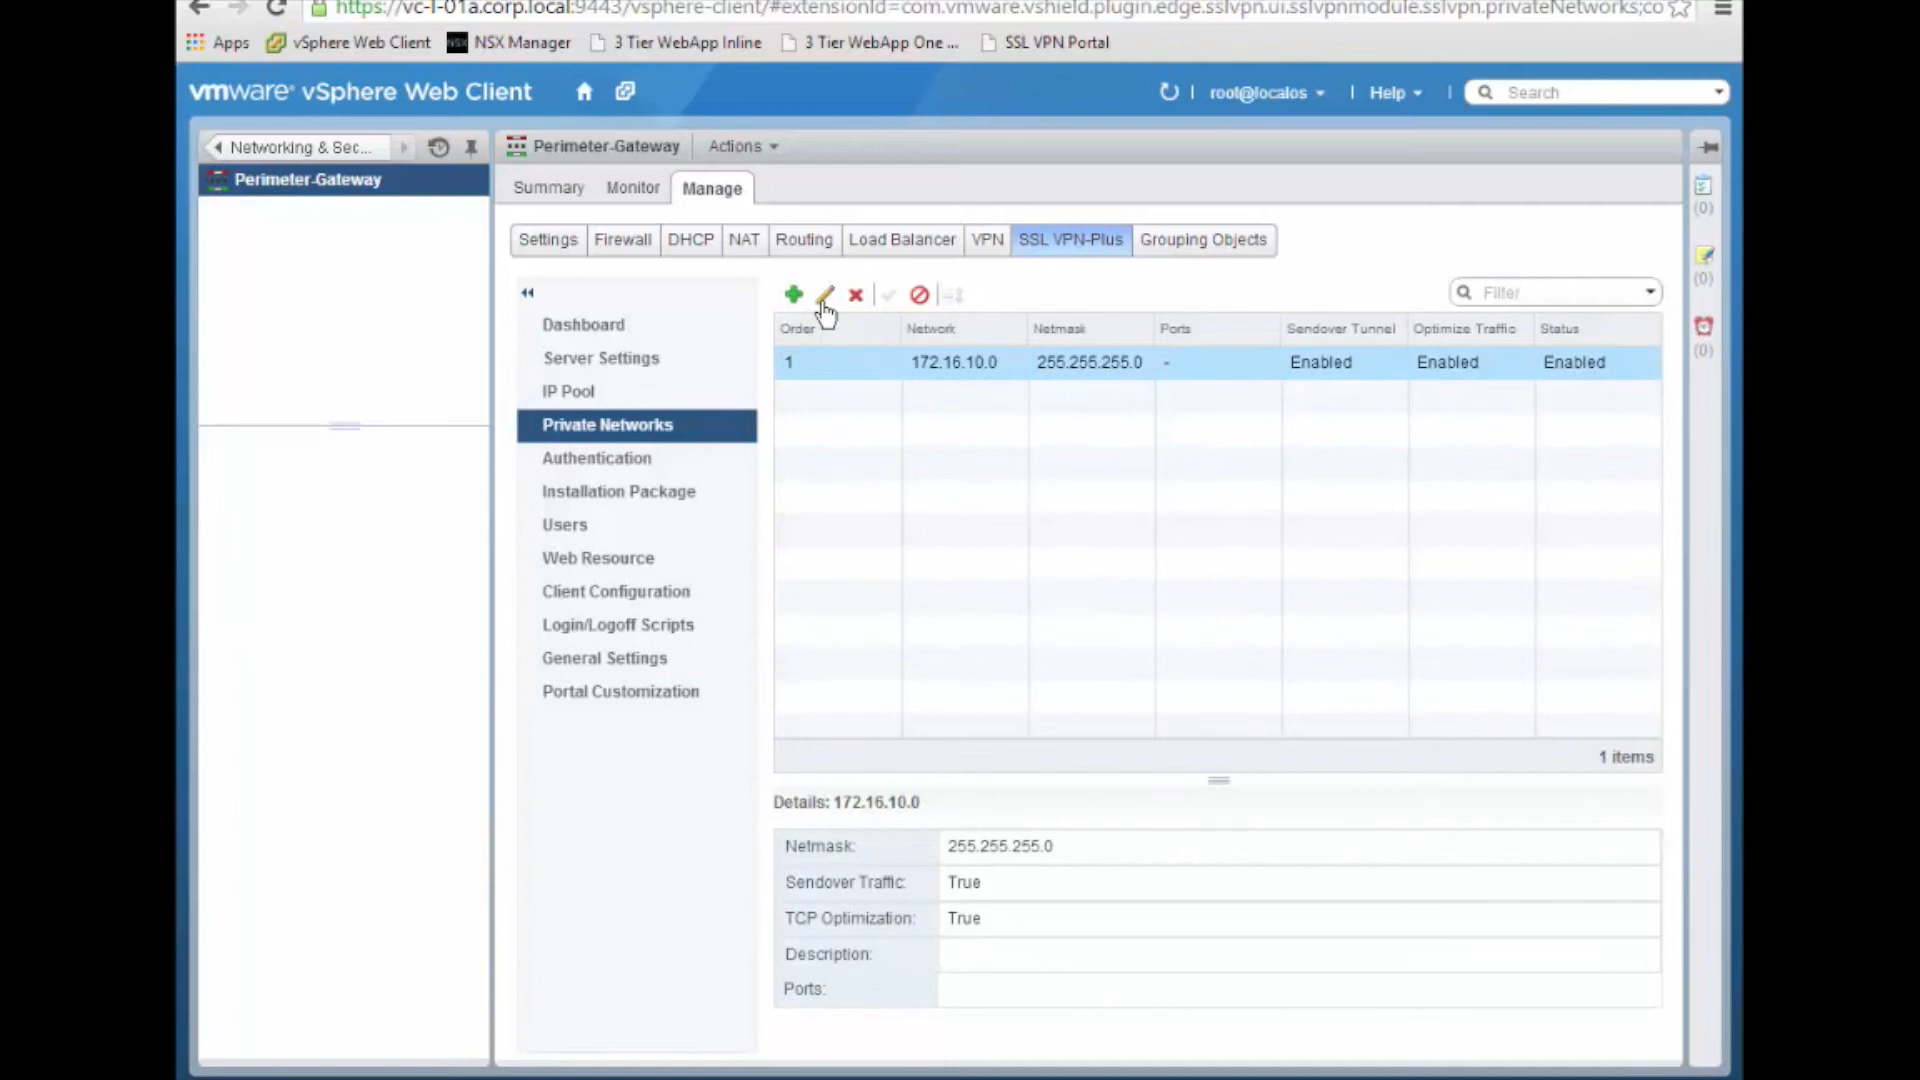 https://vc-l-01a.corp.local:9443/vsphere-client/#extensionId=com.vmware.vshield.plugin.edge.sslvpn.ui.sslvpnmodule.sslvpn.privateNetworks;co
Apps vSphere Web Client NSX NSX Manager 3 Tier WebApp Inline 3 Tier WebApp One ... SSL VPN Portal
vmware® vSphere Web Client root@localos | Help | Search
Networking & Sec... Perimeter-Gateway Actions
Perimeter-Gateway
Summary Monitor Manage
(0)
Settings Firewall DHCP NAT Routing Load Balancer VPN SSL VPN-Plus Grouping Objects
(0)
Filter
Dashboard
Order Network Netmask Ports Sendover Tunnel Optimize Traffic Status
(0)
Server Settings
1 172.16.10.0 255.255.255.0 - Enabled Enabled Enabled
IP Pool
Private Networks
Authentication
Installation Package
Users
Web Resource
Client Configuration
Login/Logoff Scripts
General Settings
Portal Customization
1 items
Details: 172.16.10.0
Netmask: 255.255.255.0
Sendover Traffic: True
TCP Optimization: True
Description:
Ports: